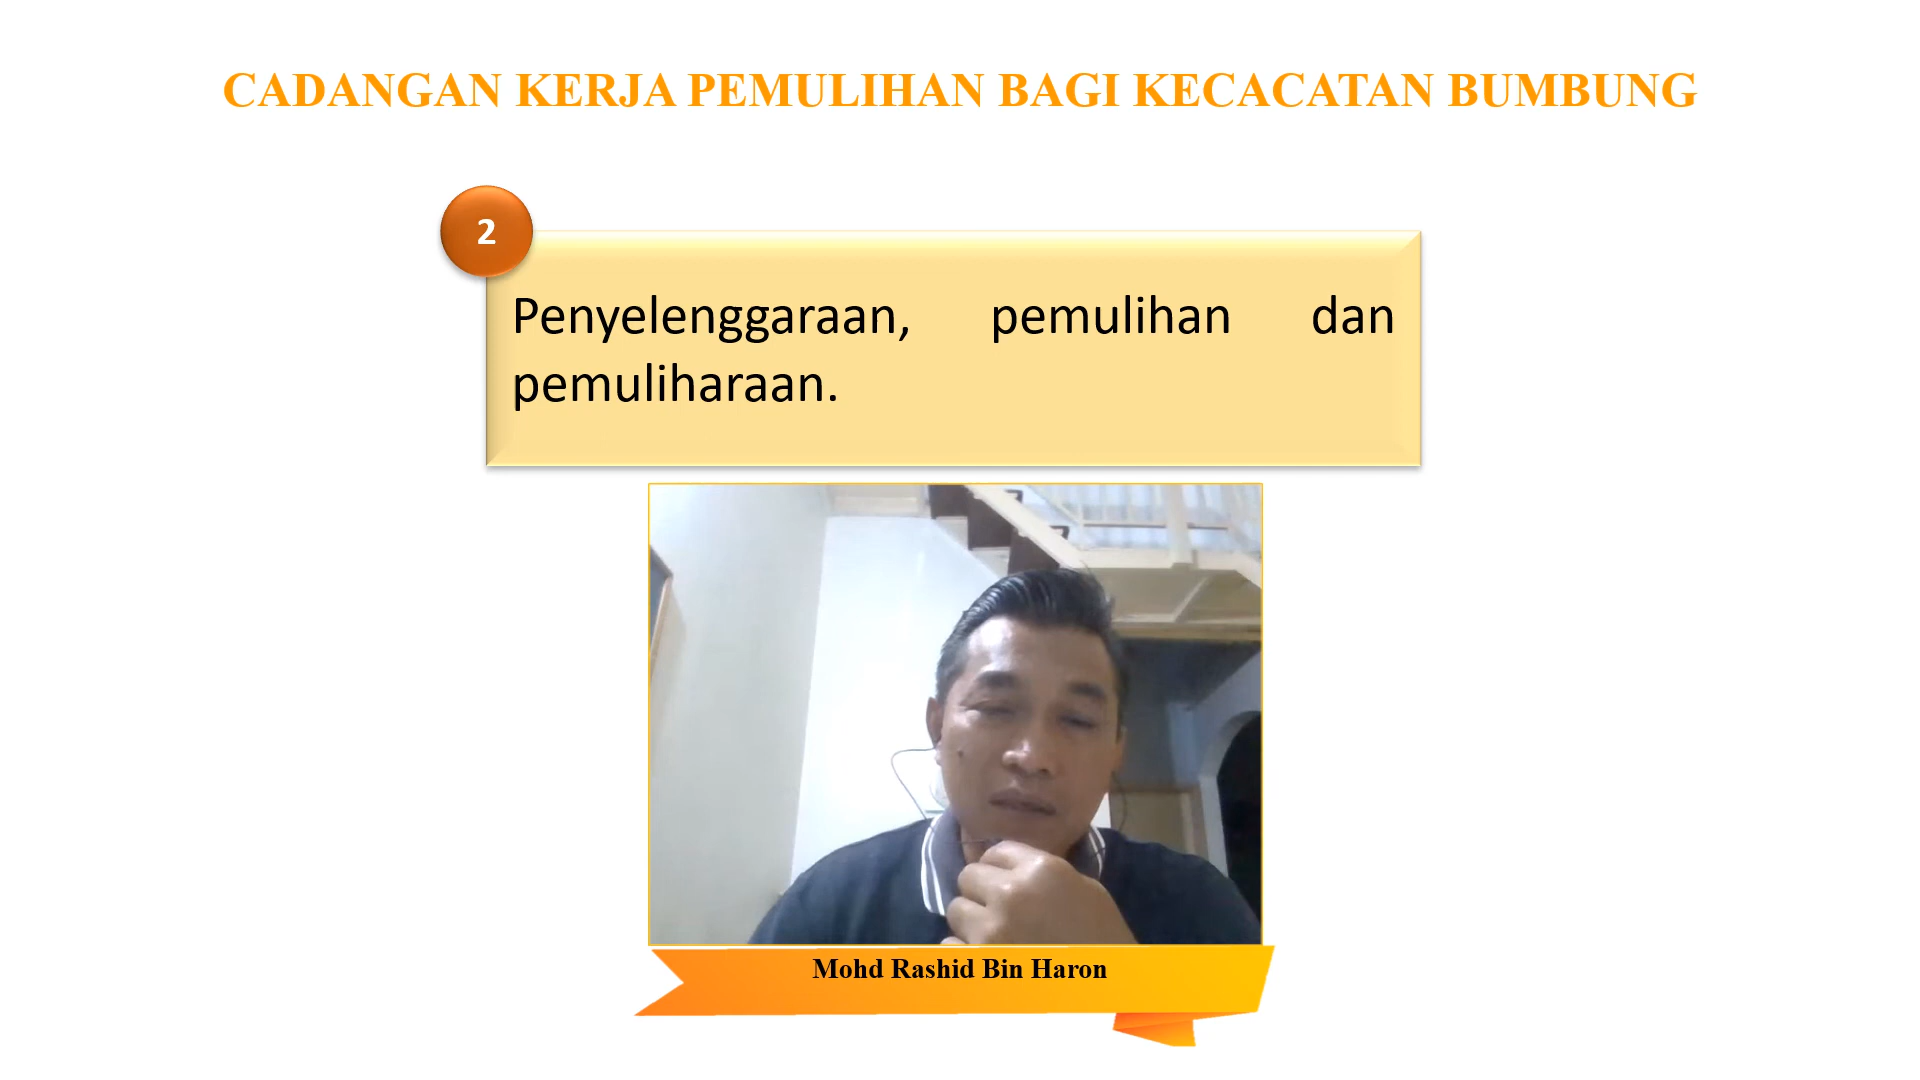 CADANGAN KERJA PEMULIHAN BAGI KECACATAN BUMBUNG
2
Penyelenggaraan, pemulihan dan
pemuliharaan.
Mohd Rashid Bin Haron